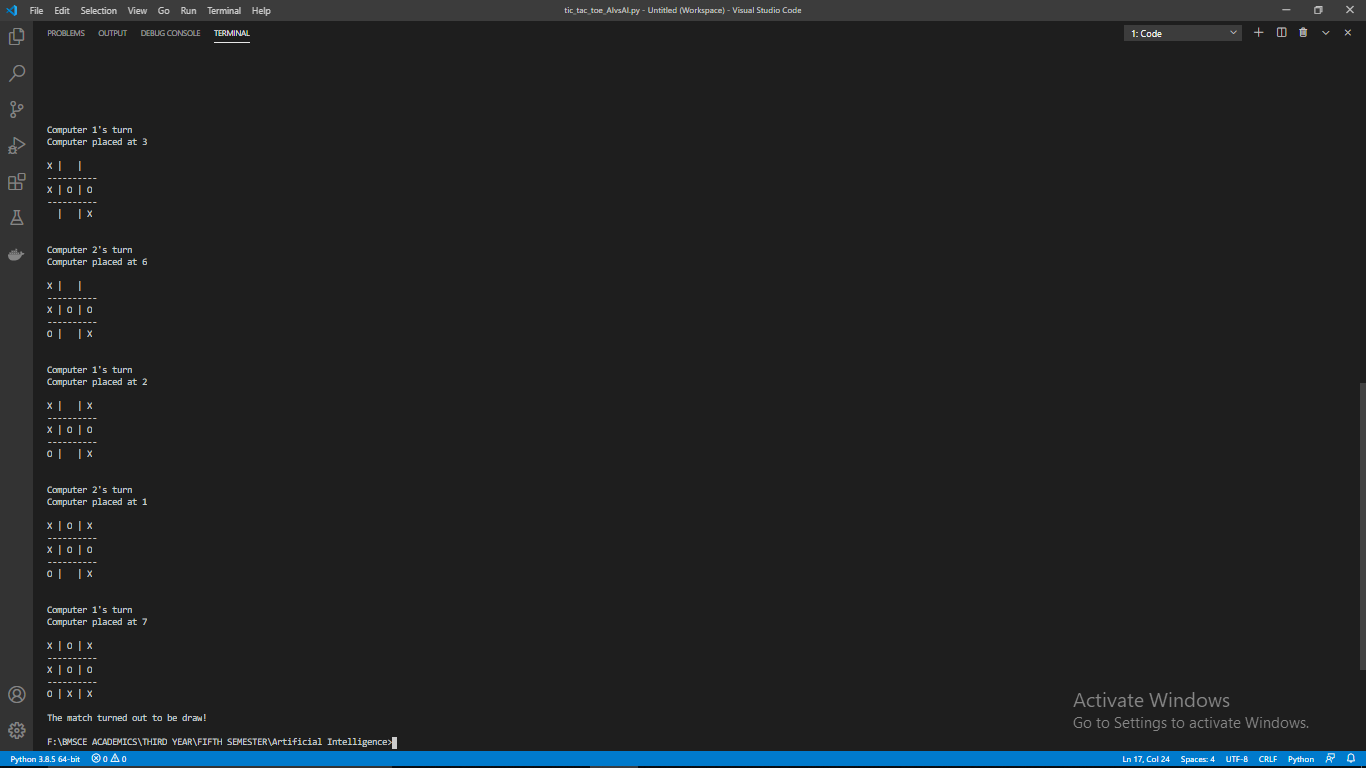 File Edit Selection View Go Run Terminal Help
tic_tac_toe_AIvsAI.py - Untitled (Workspace) - Visual Studio Code
PROBLEMS OUTPUT DEBUG CONSOLE TERMINAL
1: Code
Computer 1's turn
Computer placed at 3
X |   |
----------
X | O | O
----------
  |   | X
Computer 2's turn
Computer placed at 6
X |   |
----------
X | O | O
----------
O |   | X
Computer 1's turn
Computer placed at 2
X |   | X
----------
X | O | O
----------
O |   | X
Computer 2's turn
Computer placed at 1
X | O | X
----------
X | O | O
----------
O |   | X
Computer 1's turn
Computer placed at 7
X | O | X
----------
X | O | O
----------
O | X | X
The match turned out to be draw!
F:\BMSCE ACADEMICS\THIRD YEAR\FIFTH SEMESTER\Artificial Intelligence>
Activate Windows
Go to Settings to activate Windows.
Python 3.8.5 64-bit 0 0 Ln 17, Col 24 Spaces: 4 UTF-8 CRLF Python